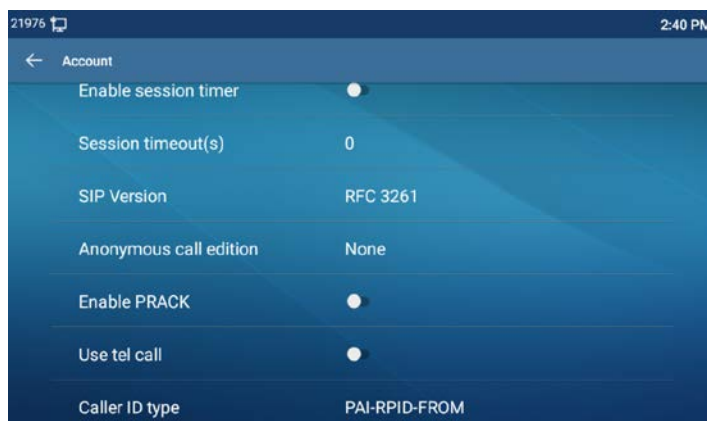 21976 2:40 PM
Account
Enable session timer
Session timeout(s) 0
SIP Version RFC 3261
Anonymous call edition None
Enable PRACK
Use tel call
Caller ID type PAI-RPID-FROM